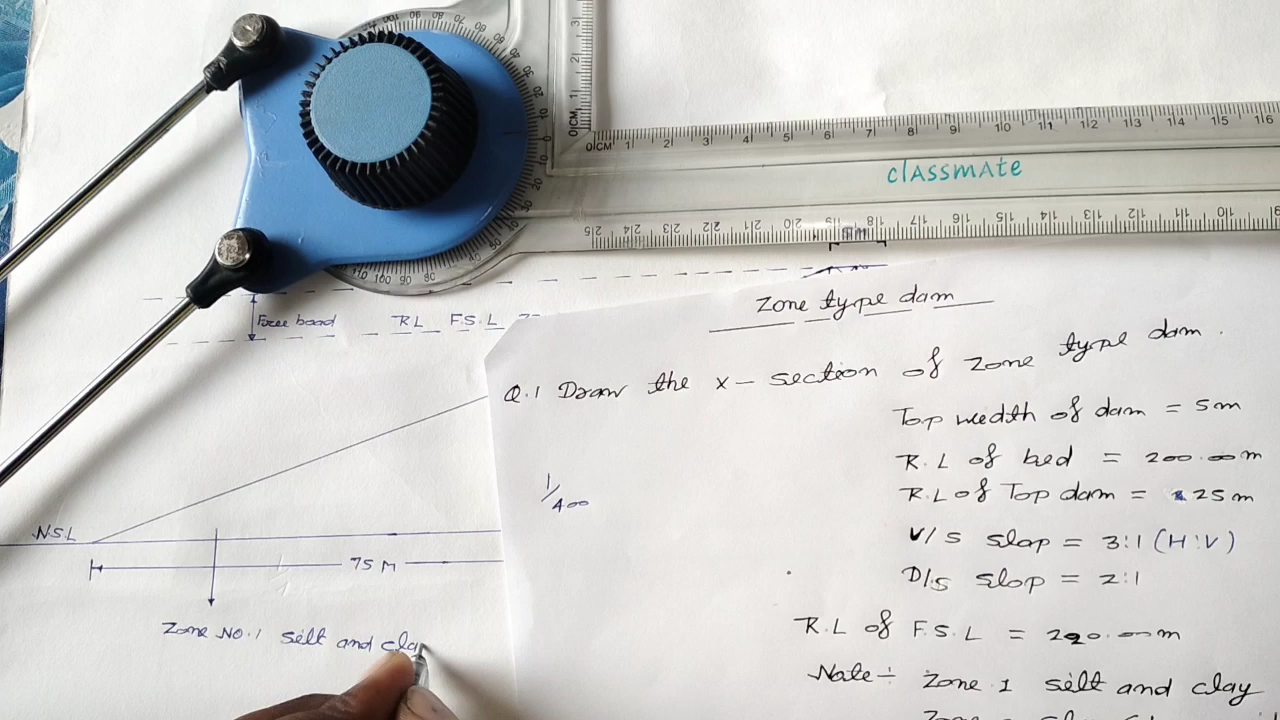 classmate
Free boad
R L F.S.L
N.S.L
75 M
Zone NO.1 silt and cla
Zone type dam
Q.1 Draw the x - section of zone type dam.
Top width of dam = 5m
R.L of bed = 200.00m
R.L of Top dam = 225m
1/400
U/S slop = 3:1 (H:V)
D/s slop = 2:1
R.L of F.S.L = 220.00m
Note ÷ Zone 1 silt and clay